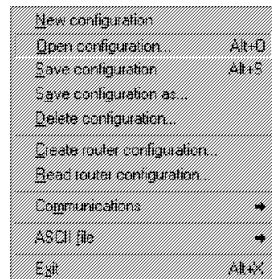 New configuration
Open configuration... Alt+O
Save configuration Alt+S
Save configuration as...
Delete configuration...
Create router configuration...
Read router configuration...
Communications
ASCII file
Exit Alt+X